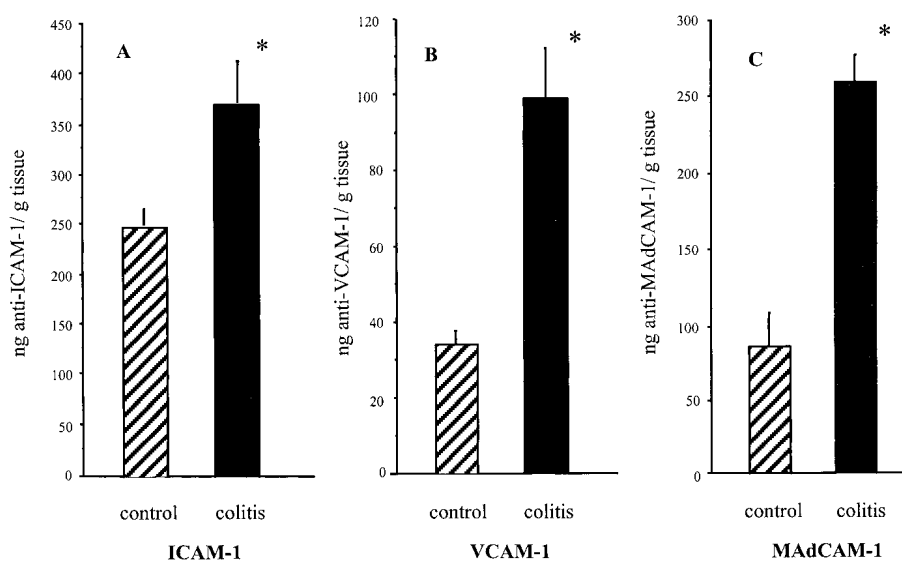 A
*
450
400
350
300
250
250
150
100
50
0
ng anti-ICAM-1/ g tissue
control colitis
ICAM-1
B
*
120
100
80
60
40
20
0
ng anti-VCAM-1/ g tissue
control colitis
VCAM-1
C
*
300
250
200
150
100
50
0
ng anti-MAdCAM-1/ g tissue
control colitis
MAdCAM-1